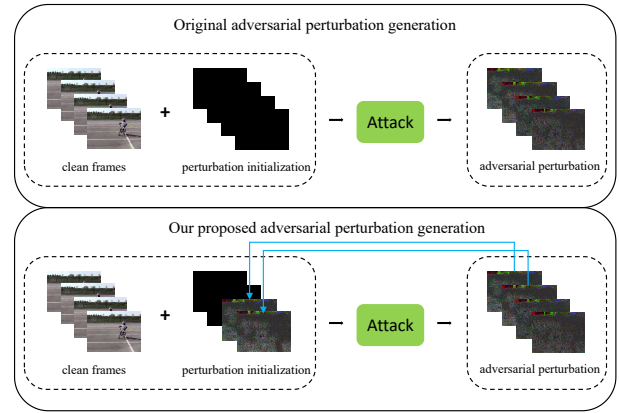 Original adversarial perturbation generation
+
Attack
clean frames
perturbation initialization
adversarial perturbation
Our proposed adversarial perturbation generation
+
Attack
clean frames
perturbation initialization
adversarial perturbation